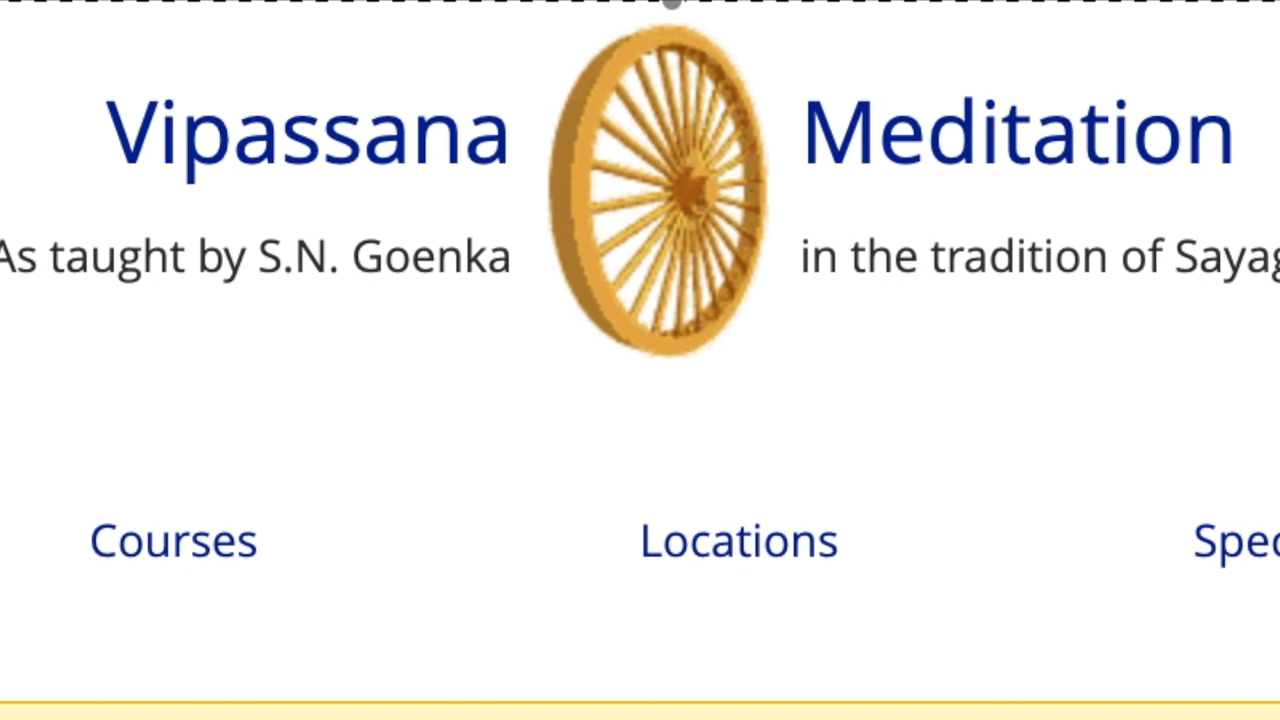 Vipassana Meditation
As taught by S.N. Goenka in the tradition of
Courses Locations